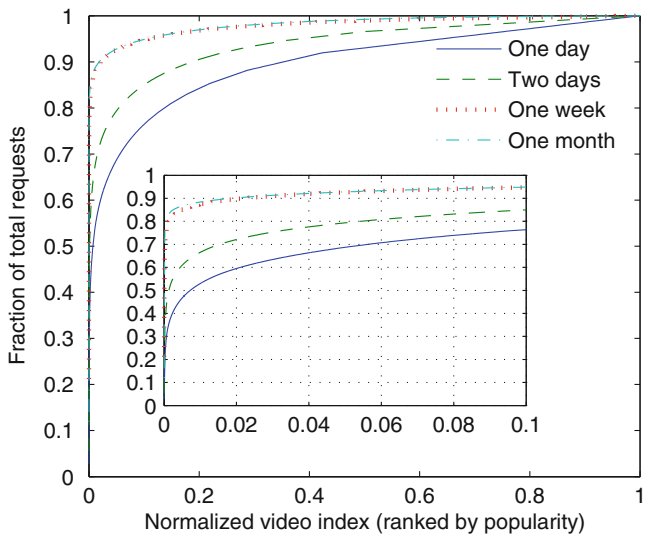 Fraction of total requests
1
0.9
0.8
0.7
0.6
0.5
0.4
0.3
0.2
0.1
0
One day
Two days
One week
One month
1
0.9
0.8
0.7
0.6
0.5
0.4
0.3
0.2
0.1
0
0 0.02 0.04 0.06 0.08 0.1
0 0.2 0.4 0.6 0.8 1
Normalized video index (ranked by popularity)